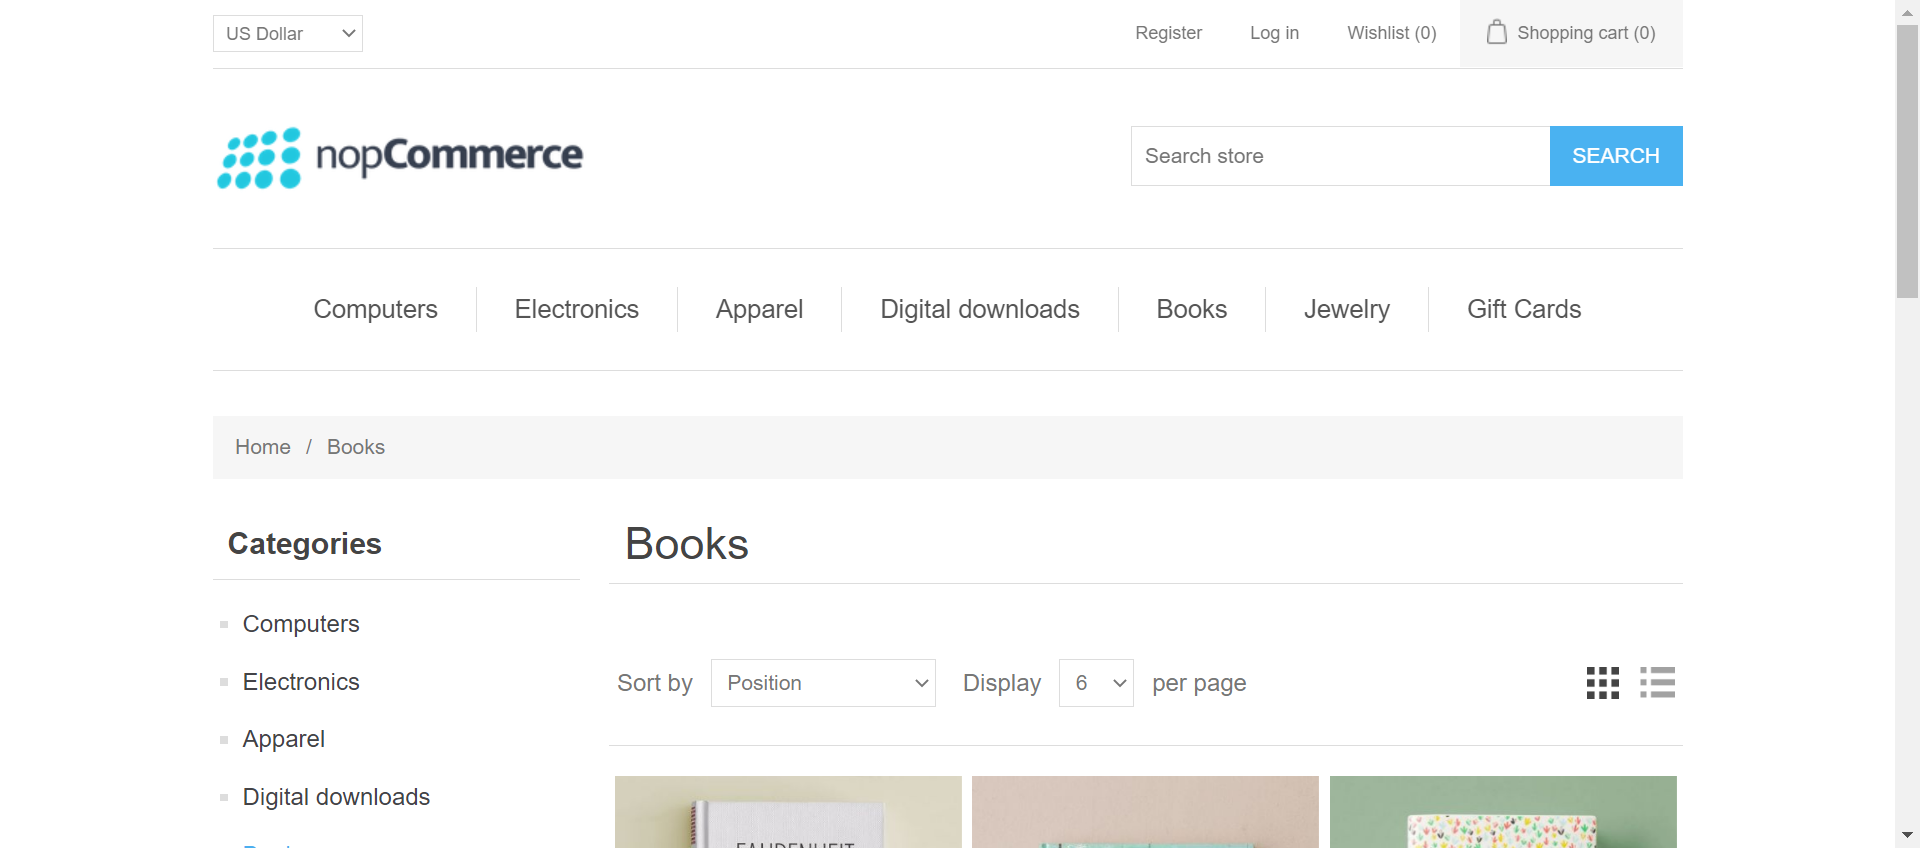 US Dollar
Register
Log in
Wishlist (0)
Shopping cart (0)
nopCommerce
Search store
SEARCH
Computers
Electronics
Apparel
Digital downloads
Books
Jewelry
Gift Cards
Home / Books
Categories
Computers
Electronics
Apparel
Digital downloads
Books
Sort by
Position
Display
6
per page
FAHRENHEIT